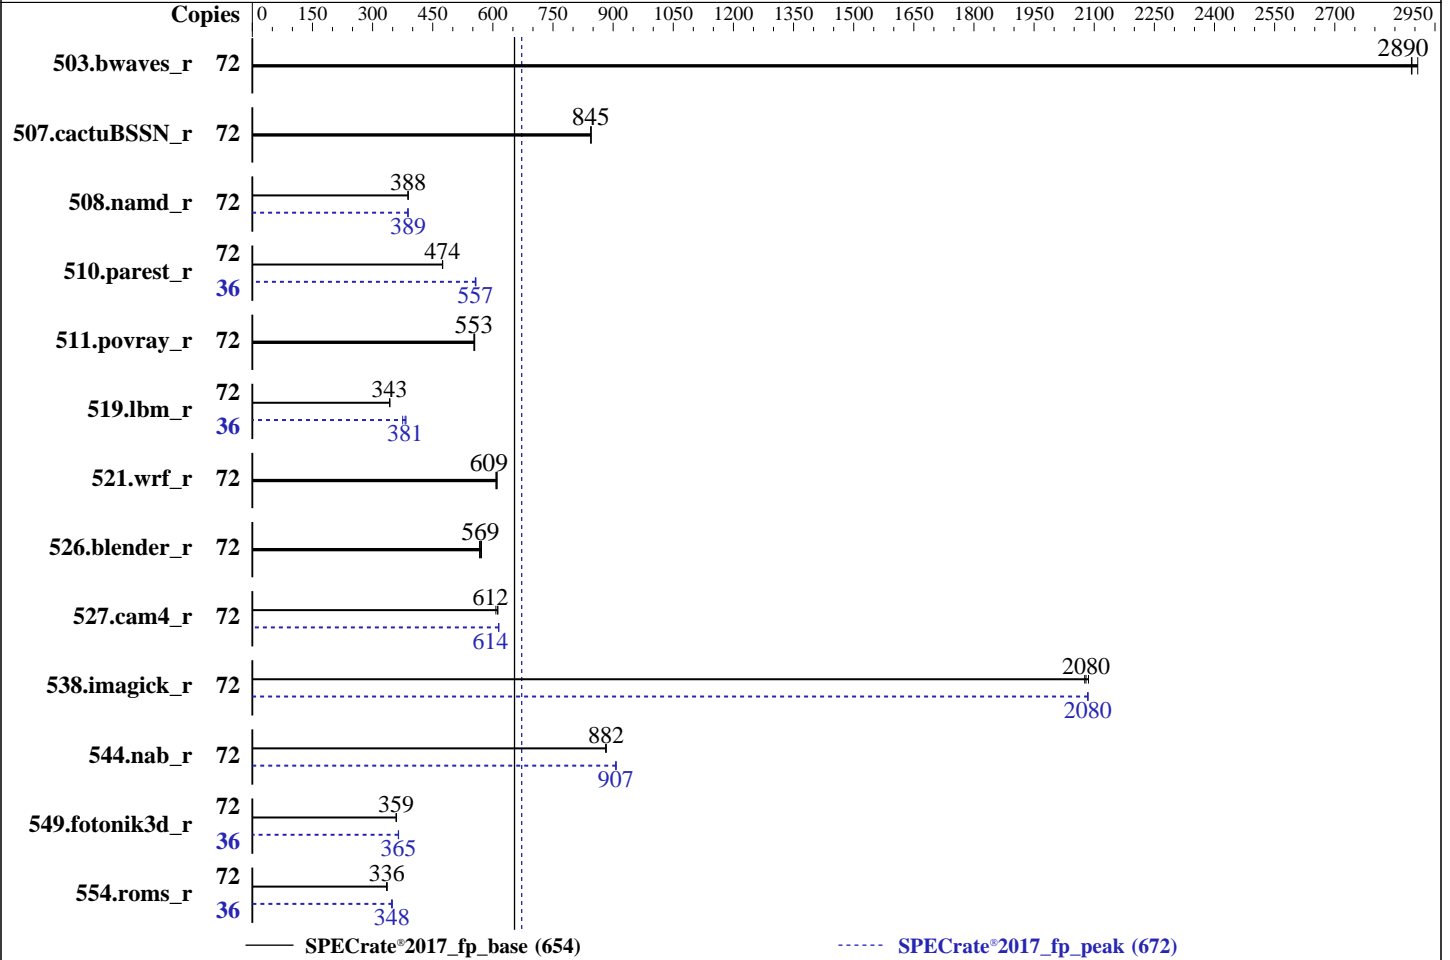 Copies 0 150 300 450 600 750 900 1050 1200 1350 1500 1650 1800 1950 2100 2250 2400 2550 2700 2950
503.bwaves_r 72 2890
507.cactuBSSN_r 72 845
508.namd_r 72 388
389
72 474
510.parest_r
36 557
511.povray_r 72 553
72 343
519.lbm_r
36 381
521.wrf_r 72 609
526.blender_r 72 569
527.cam4_r 72 612
614
538.imagick_r 72 2080
2080
544.nab_r 72 882
907
72 359
549.fotonik3d_r
36 365
72 336
554.roms_r
36 348
SPECrate®2017_fp_base (654) SPECrate®2017_fp_peak (672)